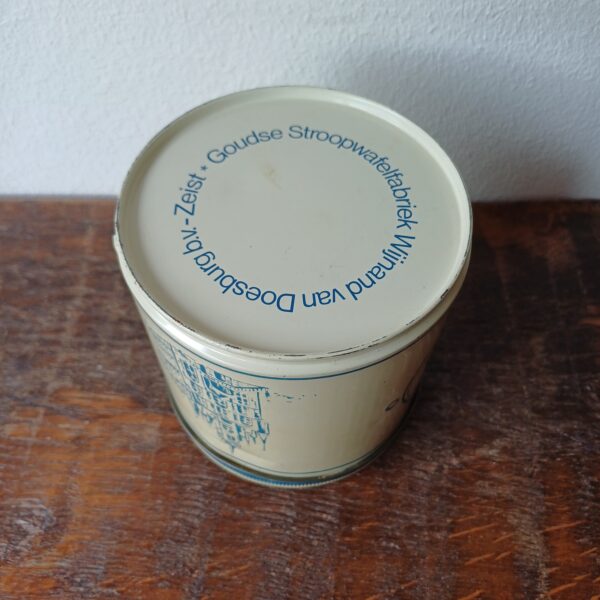 Goudse Stroopwafelfabriek Wijnand van Doesburg b.v. - Zeist *